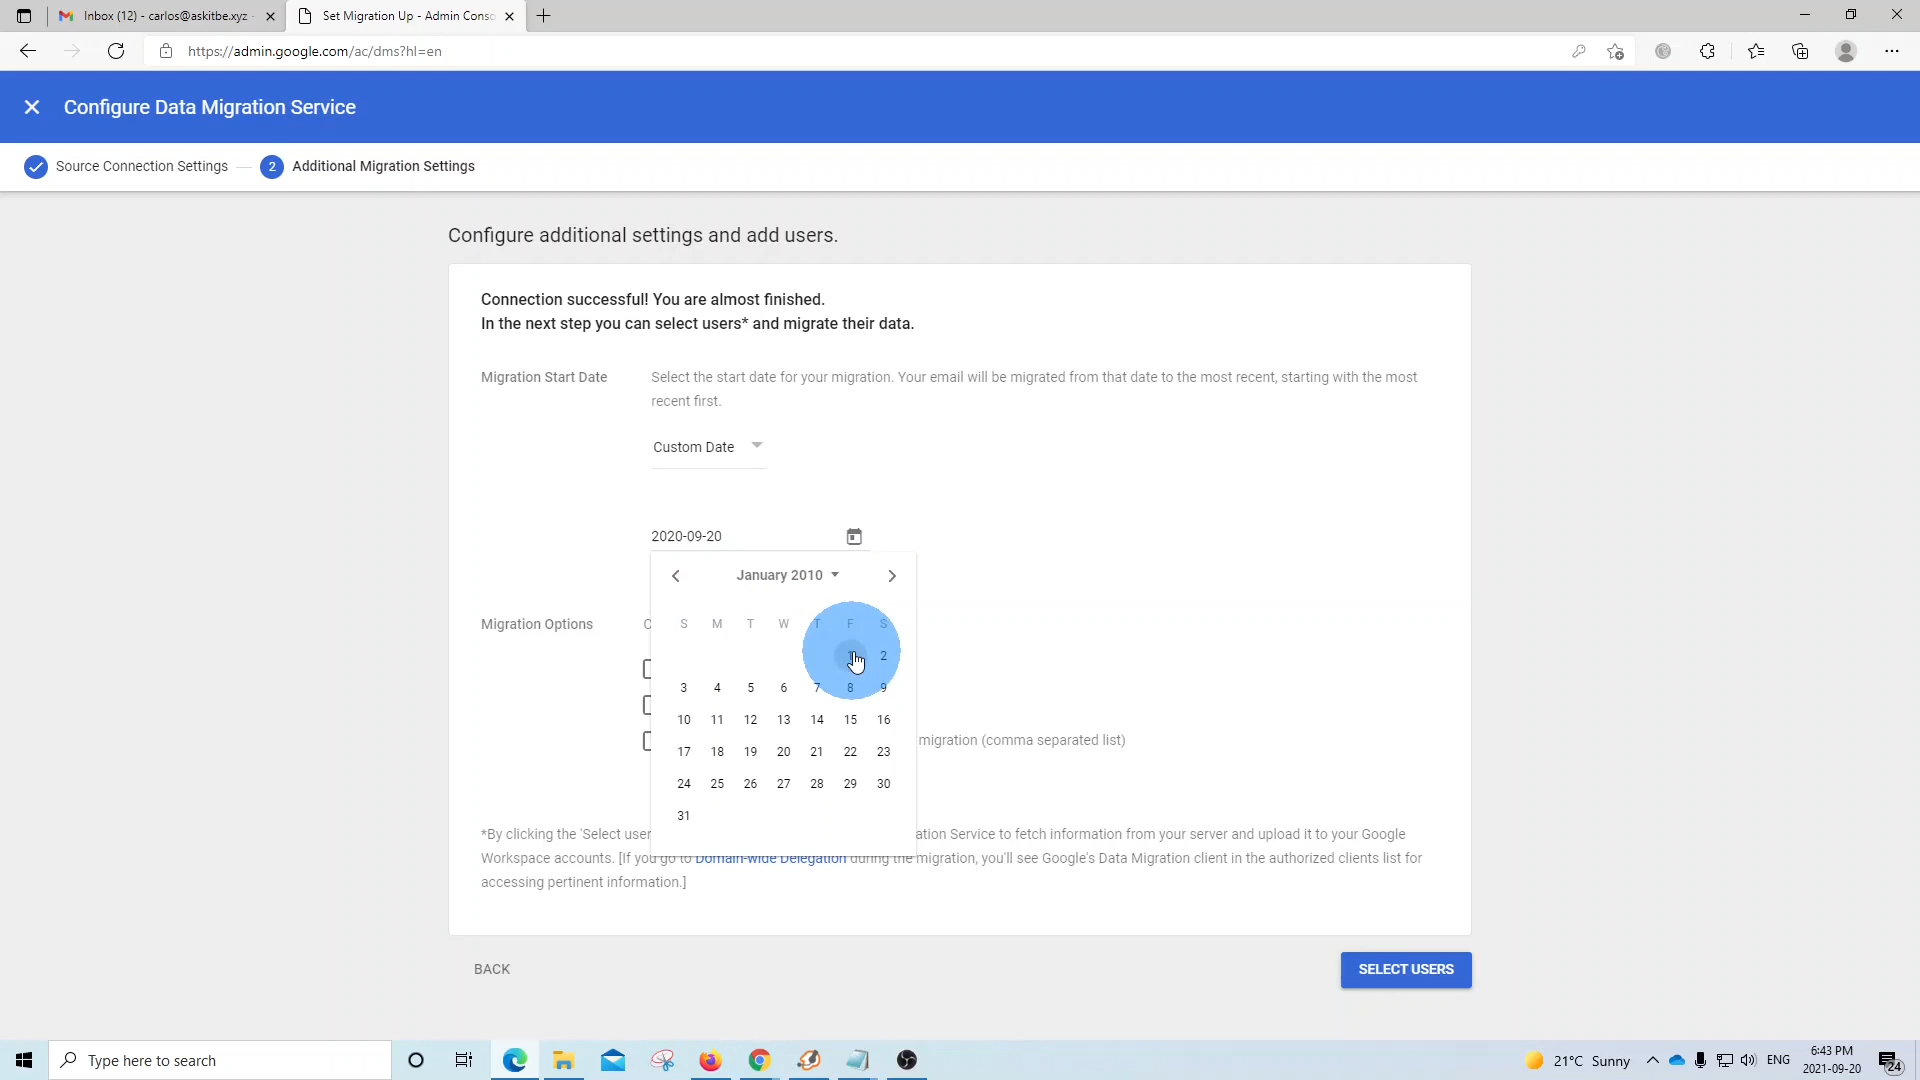 Inbox (12) - carlos@askitbe.xyz
Set Migration Up - Admin Conso
https://admin.google.com/ac/dms?hl=en
Configure Data Migration Service
Source Connection Settings
2 Additional Migration Settings
Configure additional settings and add users.
Connection successful! You are almost finished.
In the next step you can select users* and migrate their data.
Migration Start Date
Select the start date for your migration. Your email will be migrated from that date to the most recent, starting with the most
recent first.
Custom Date
2020-09-20
January 2010
Migration Options
S M T W T F S
1 2
3 4 5 6 7 8 9
10 11 12 13 14 15 16
17 18 19 20 21 22 23
24 25 26 27 28 29 30
31
migration (comma separated list)
*By clicking the 'Select user ation Service to fetch information from your server and upload it to your Google
Workspace accounts. [If you go to Domain-wide Delegation during the migration, you'll see Google's Data Migration client in the authorized clients list for
accessing pertinent information.]
BACK
SELECT USERS
Type here to search
21°C Sunny
ENG
6:43 PM
2021-09-20
24